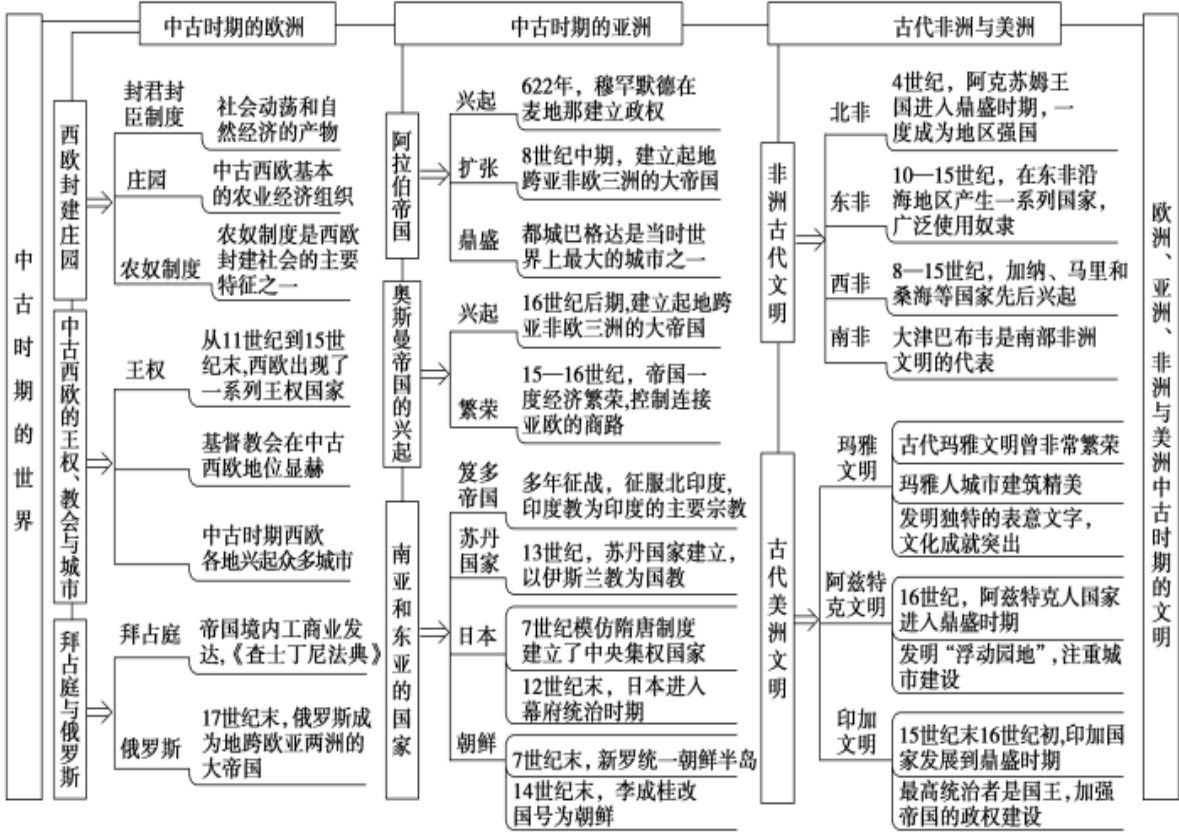 中古时期的世界
中古时期的欧洲
西欧封建庄园
封君封
臣制度
社会动荡和自
然经济的产物
庄园
中古西欧基本
的农业经济组织
农奴制度
农奴制度是西欧
封建社会的主要
特征之一
中古西欧的王权、教会与城市
王权
从11世纪到15世
纪末,西欧出现了
一系列王权国家
基督教会在中古
西欧地位显赫
中古时期西欧
各地兴起众多城市
拜占庭与俄罗斯
拜占庭
帝国境内工商业发
达,《查士丁尼法典》
俄罗斯
17世纪末,俄罗斯成
为地跨欧亚两洲的
大帝国
中古时期的亚洲
阿拉伯帝国
兴起
622年，穆罕默德在
麦地那建立政权
扩张
8世纪中期，建立起地
跨亚非欧三洲的大帝国
鼎盛
都城巴格达是当时世
界上最大的城市之一
奥斯曼帝国的兴起
兴起
16世纪后期,建立起地跨
亚非欧三洲的大帝国
繁荣
15—16世纪，帝国一
度经济繁荣,控制连接
亚欧的商路
南亚和东亚的国家
笈多
帝国
多年征战，征服北印度，
印度教为印度的主要宗教
苏丹
国家
13世纪，苏丹国家建立，
以伊斯兰教为国教
日本
7世纪模仿隋唐制度
建立了中央集权国家
12世纪末，日本进入
幕府统治时期
朝鲜
7世纪末，新罗统一朝鲜半岛
14世纪末，李成桂改
国号为朝鲜
古代非洲与美洲
非洲古代文明
北非
4世纪，阿克苏姆王
国进入鼎盛时期，一
度成为地区强国
东非
10—15世纪，在东非沿
海地区产生一系列国家，
广泛使用奴隶
西非
8—15世纪，加纳、马里和
桑海等国家先后兴起
南非
大津巴布韦是南部非洲
文明的代表
古代美洲文明
玛雅
文明
古代玛雅文明曾非常繁荣
玛雅人城市建筑精美
发明独特的表意文字，
文化成就突出
阿兹特
克文明
16世纪，阿兹特克人国家
进入鼎盛时期
发明“浮动园地”,注重城
市建设
印加
文明
15世纪末16世纪初,印加国
家发展到鼎盛时期
最高统治者是国王,加强
帝国的政权建设
欧洲、亚洲、非洲与美洲中古时期的文明